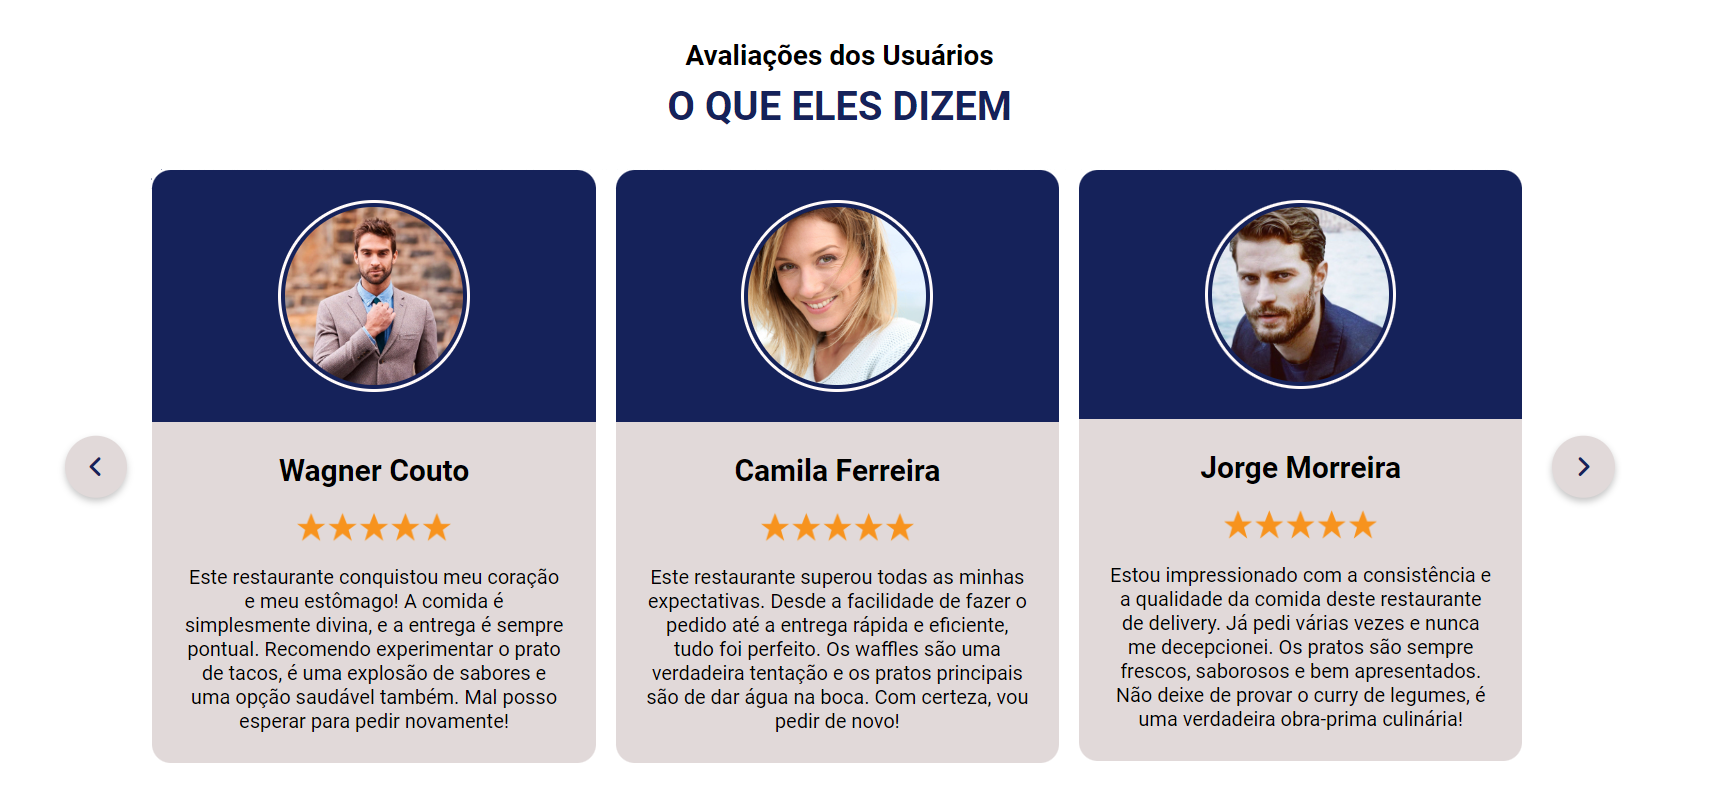 Avaliações dos Usuários
O QUE ELES DIZEM
Wagner Couto
Este restaurante conquistou meu coração
e meu estômago! A comida é
simplesmente divina, e a entrega é sempre
pontual. Recomendo experimentar o prato
de tacos, é uma explosão de sabores e
uma opção saudável também. Mal posso
esperar para pedir novamente!
Camila Ferreira
Este restaurante superou todas as minhas
expectativas. Desde a facilidade de fazer o
pedido até a entrega rápida e eficiente,
tudo foi perfeito. Os waffles são uma
verdadeira tentação e os pratos principais
são de dar água na boca. Com certeza, vou
pedir de novo!
Jorge Morreira
Estou impressionado com a consistência e
a qualidade da comida deste restaurante
de delivery. Já pedi várias vezes e nunca
me decepcionei. Os pratos são sempre
frescos, saborosos e bem apresentados.
Não deixe de provar o curry de legumes, é
uma verdadeira obra-prima culinária!